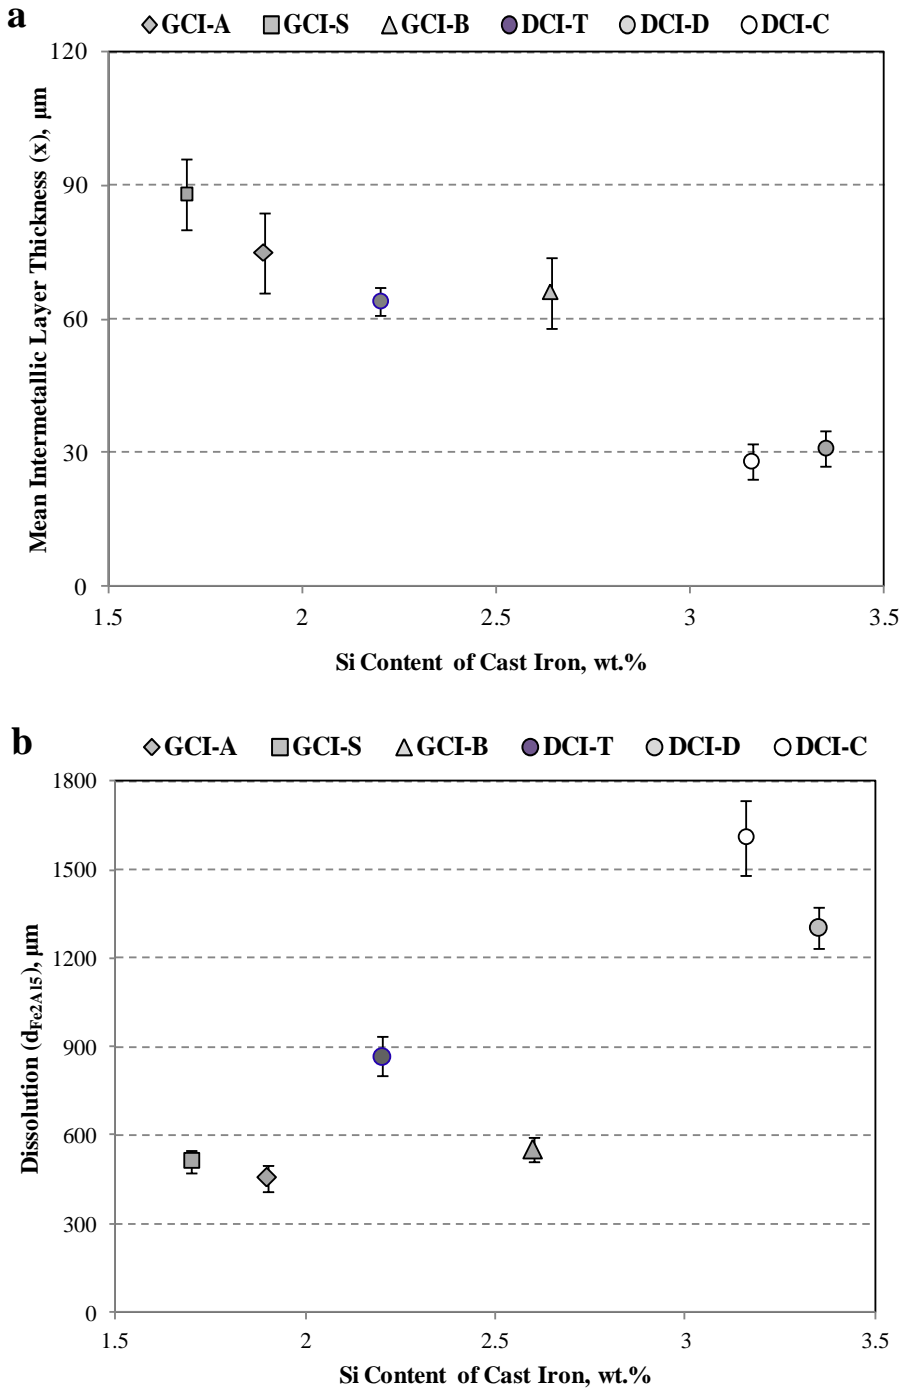 a
GCI-A GCI-S GCI-B DCI-T DCI-D DCI-C
120
90
60
30
0
Mean Intermetallic Layer Thickness (x), μm
1.5 2 2.5 3 3.5
Si Content of Cast Iron, wt.%
b
GCI-A GCI-S GCI-B DCI-T DCI-D DCI-C
1800
1500
1200
900
600
300
0
Dissolution (dFe2Al5), μm
1.5 2 2.5 3 3.5
Si Content of Cast Iron, wt.%